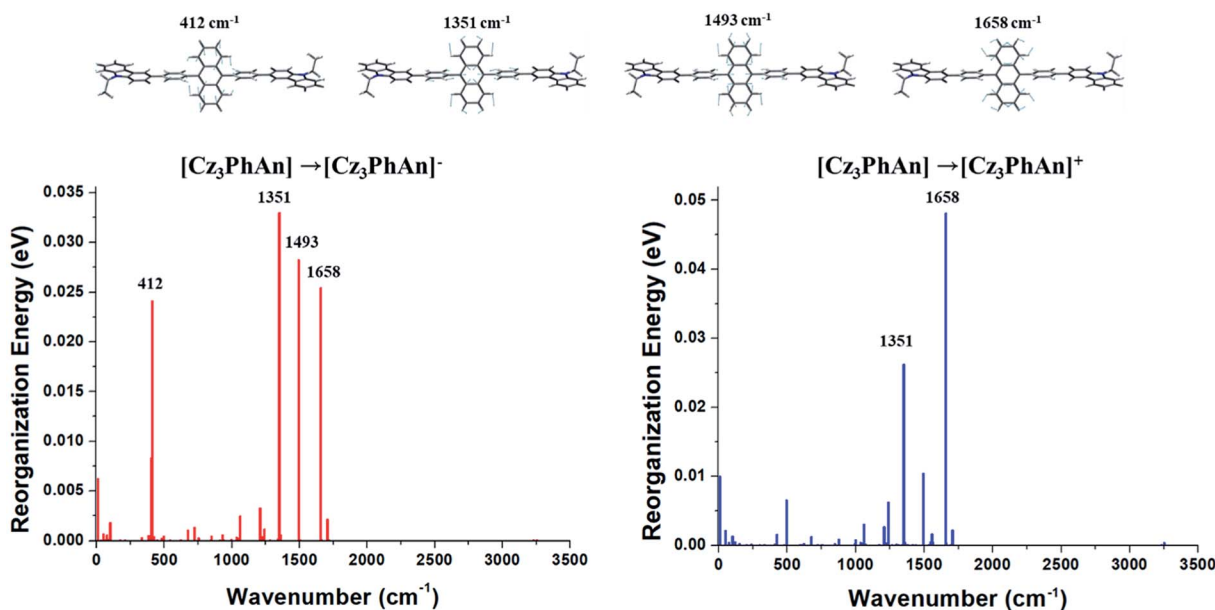 412 cm⁻¹ 1351 cm⁻¹ 1493 cm⁻¹ 1658 cm⁻¹
[Cz₃PhAn] →[Cz₃PhAn]⁻
0.035
0.030
0.025
0.020
0.015
0.010
0.005
0.000
Reorganization Energy (eV)
1351
1493
1658
412
0 500 1000 1500 2000 2500 3000 3500
Wavenumber (cm⁻¹)
[Cz₃PhAn] →[Cz₃PhAn]⁺
0.05
0.04
0.03
0.02
0.01
0.00
Reorganization Energy (eV)
1658
1351
0 500 1000 1500 2000 2500 3000 3500
Wavenumber (cm⁻¹)